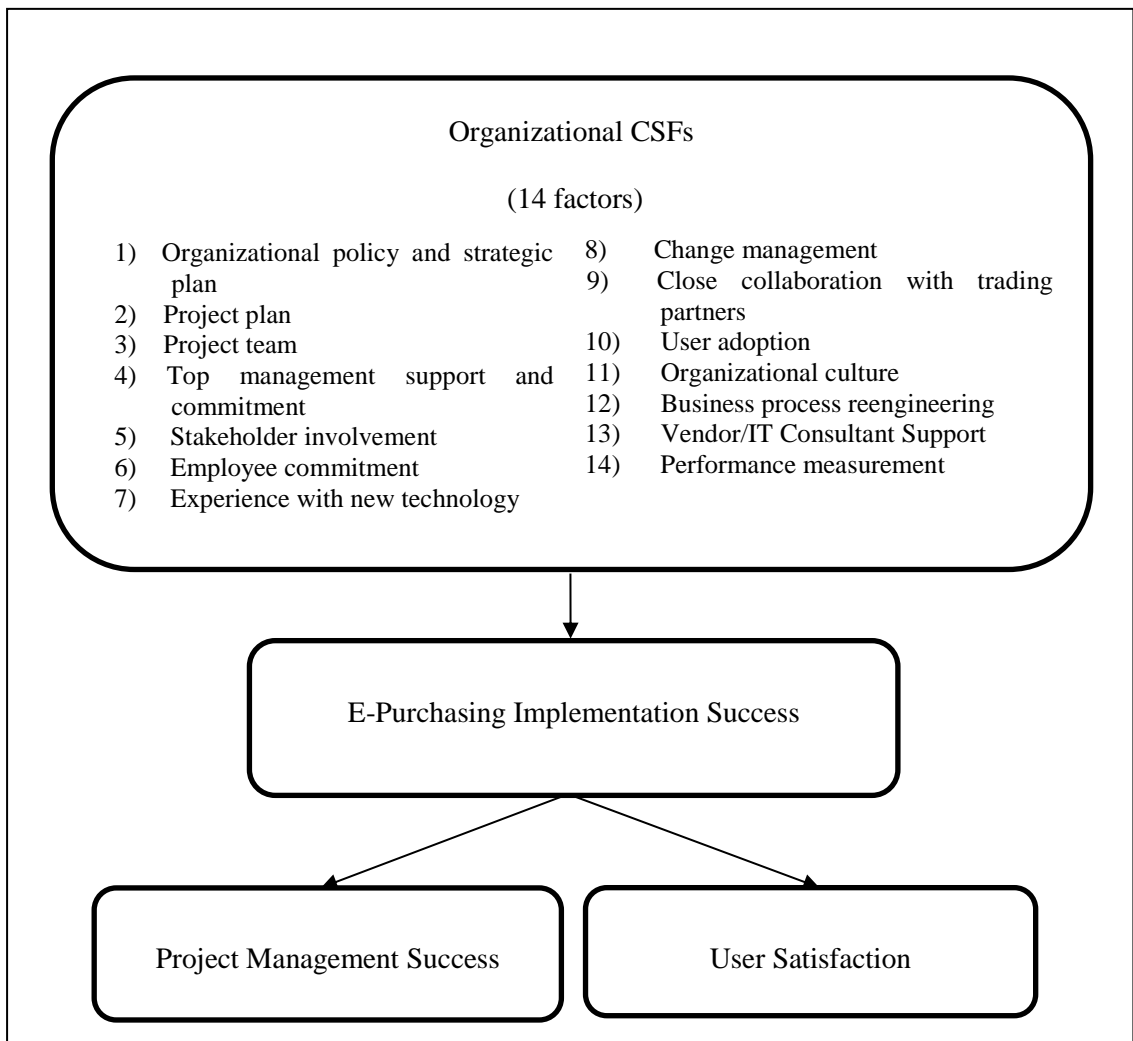 Organizational CSFs
(14 factors)
1) Organizational policy and strategic
plan
2) Project plan
3) Project team
4) Top management support and
commitment
5) Stakeholder involvement
6) Employee commitment
7) Experience with new technology
8) Change management
9) Close collaboration with trading
partners
10) User adoption
11) Organizational culture
12) Business process reengineering
13) Vendor/IT Consultant Support
14) Performance measurement
E-Purchasing Implementation Success
Project Management Success
User Satisfaction